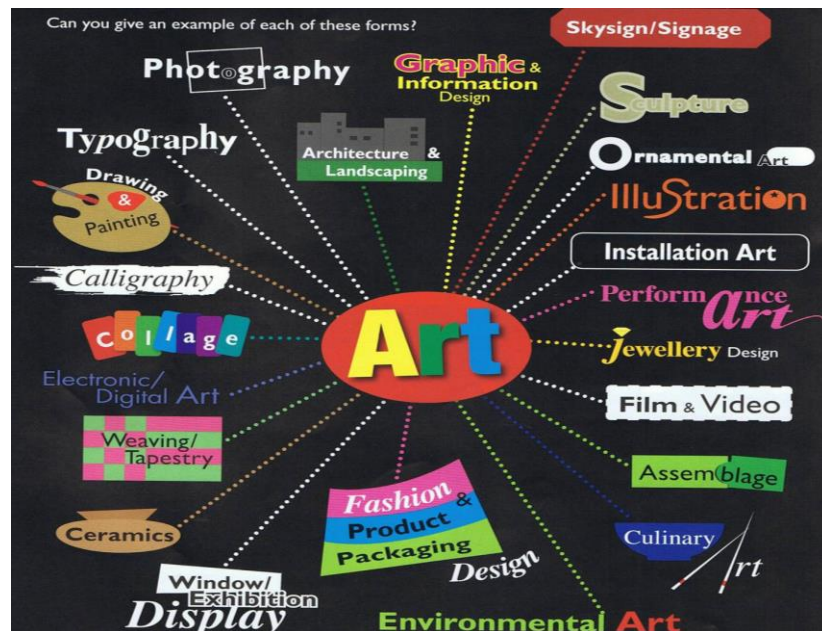 Can you give an example of each of these forms?
Skysign/Signage
Photography
Graphic &
Information
Design
Sculpture
Typography
Architecture &
Landscaping
Ornamental Art
Drawing
&
Painting
IlluStration
Installation Art
Calligraphy
Performance
art
Art
Collage
Jewellery Design
Electronic/
Digital Art
Film & Video
Weaving/
Tapestry
Assemblage
Fashion &
Product
Packaging
Design
Ceramics
Culinary
Art
Window/
Exhibition
Display
Environmental Art